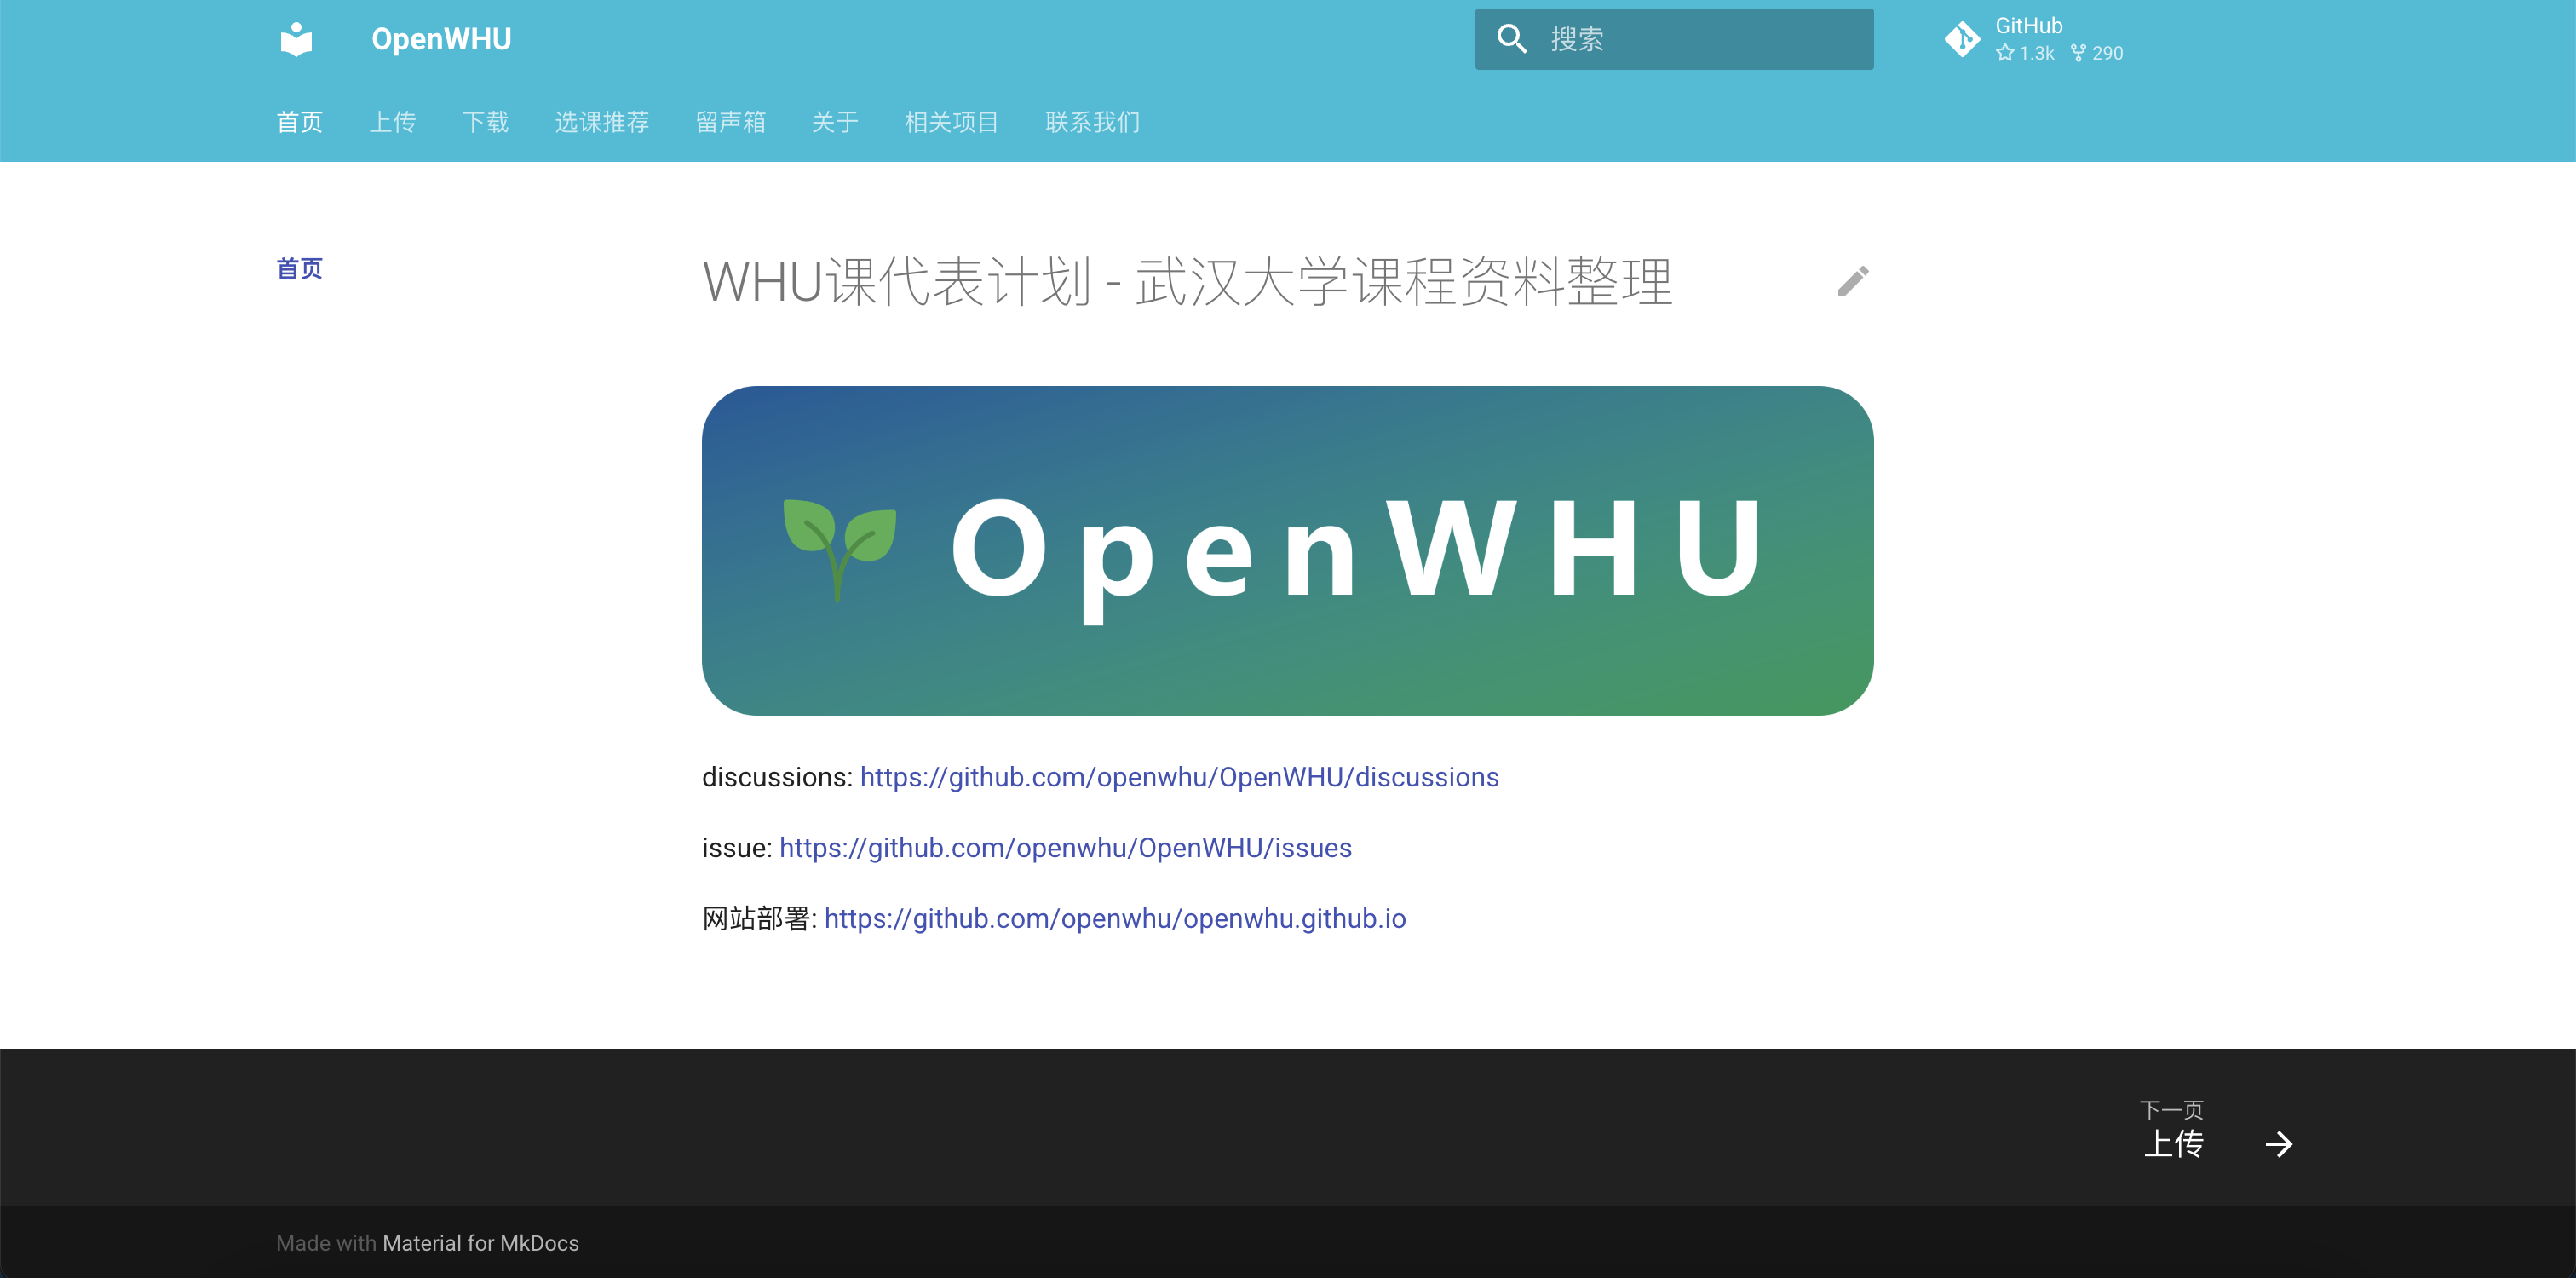 OpenWHU
搜索
GitHub
1.3k 290
首页 上传 下载 选课推荐 留声箱 关于 相关项目 联系我们
首页
WHU课代表计划 - 武汉大学课程资料整理
OpenWHU
discussions: https://github.com/openwhu/OpenWHU/discussions
issue: https://github.com/openwhu/OpenWHU/issues
网站部署: https://github.com/openwhu/openwhu.github.io
下一页
上传
Made with Material for MkDocs